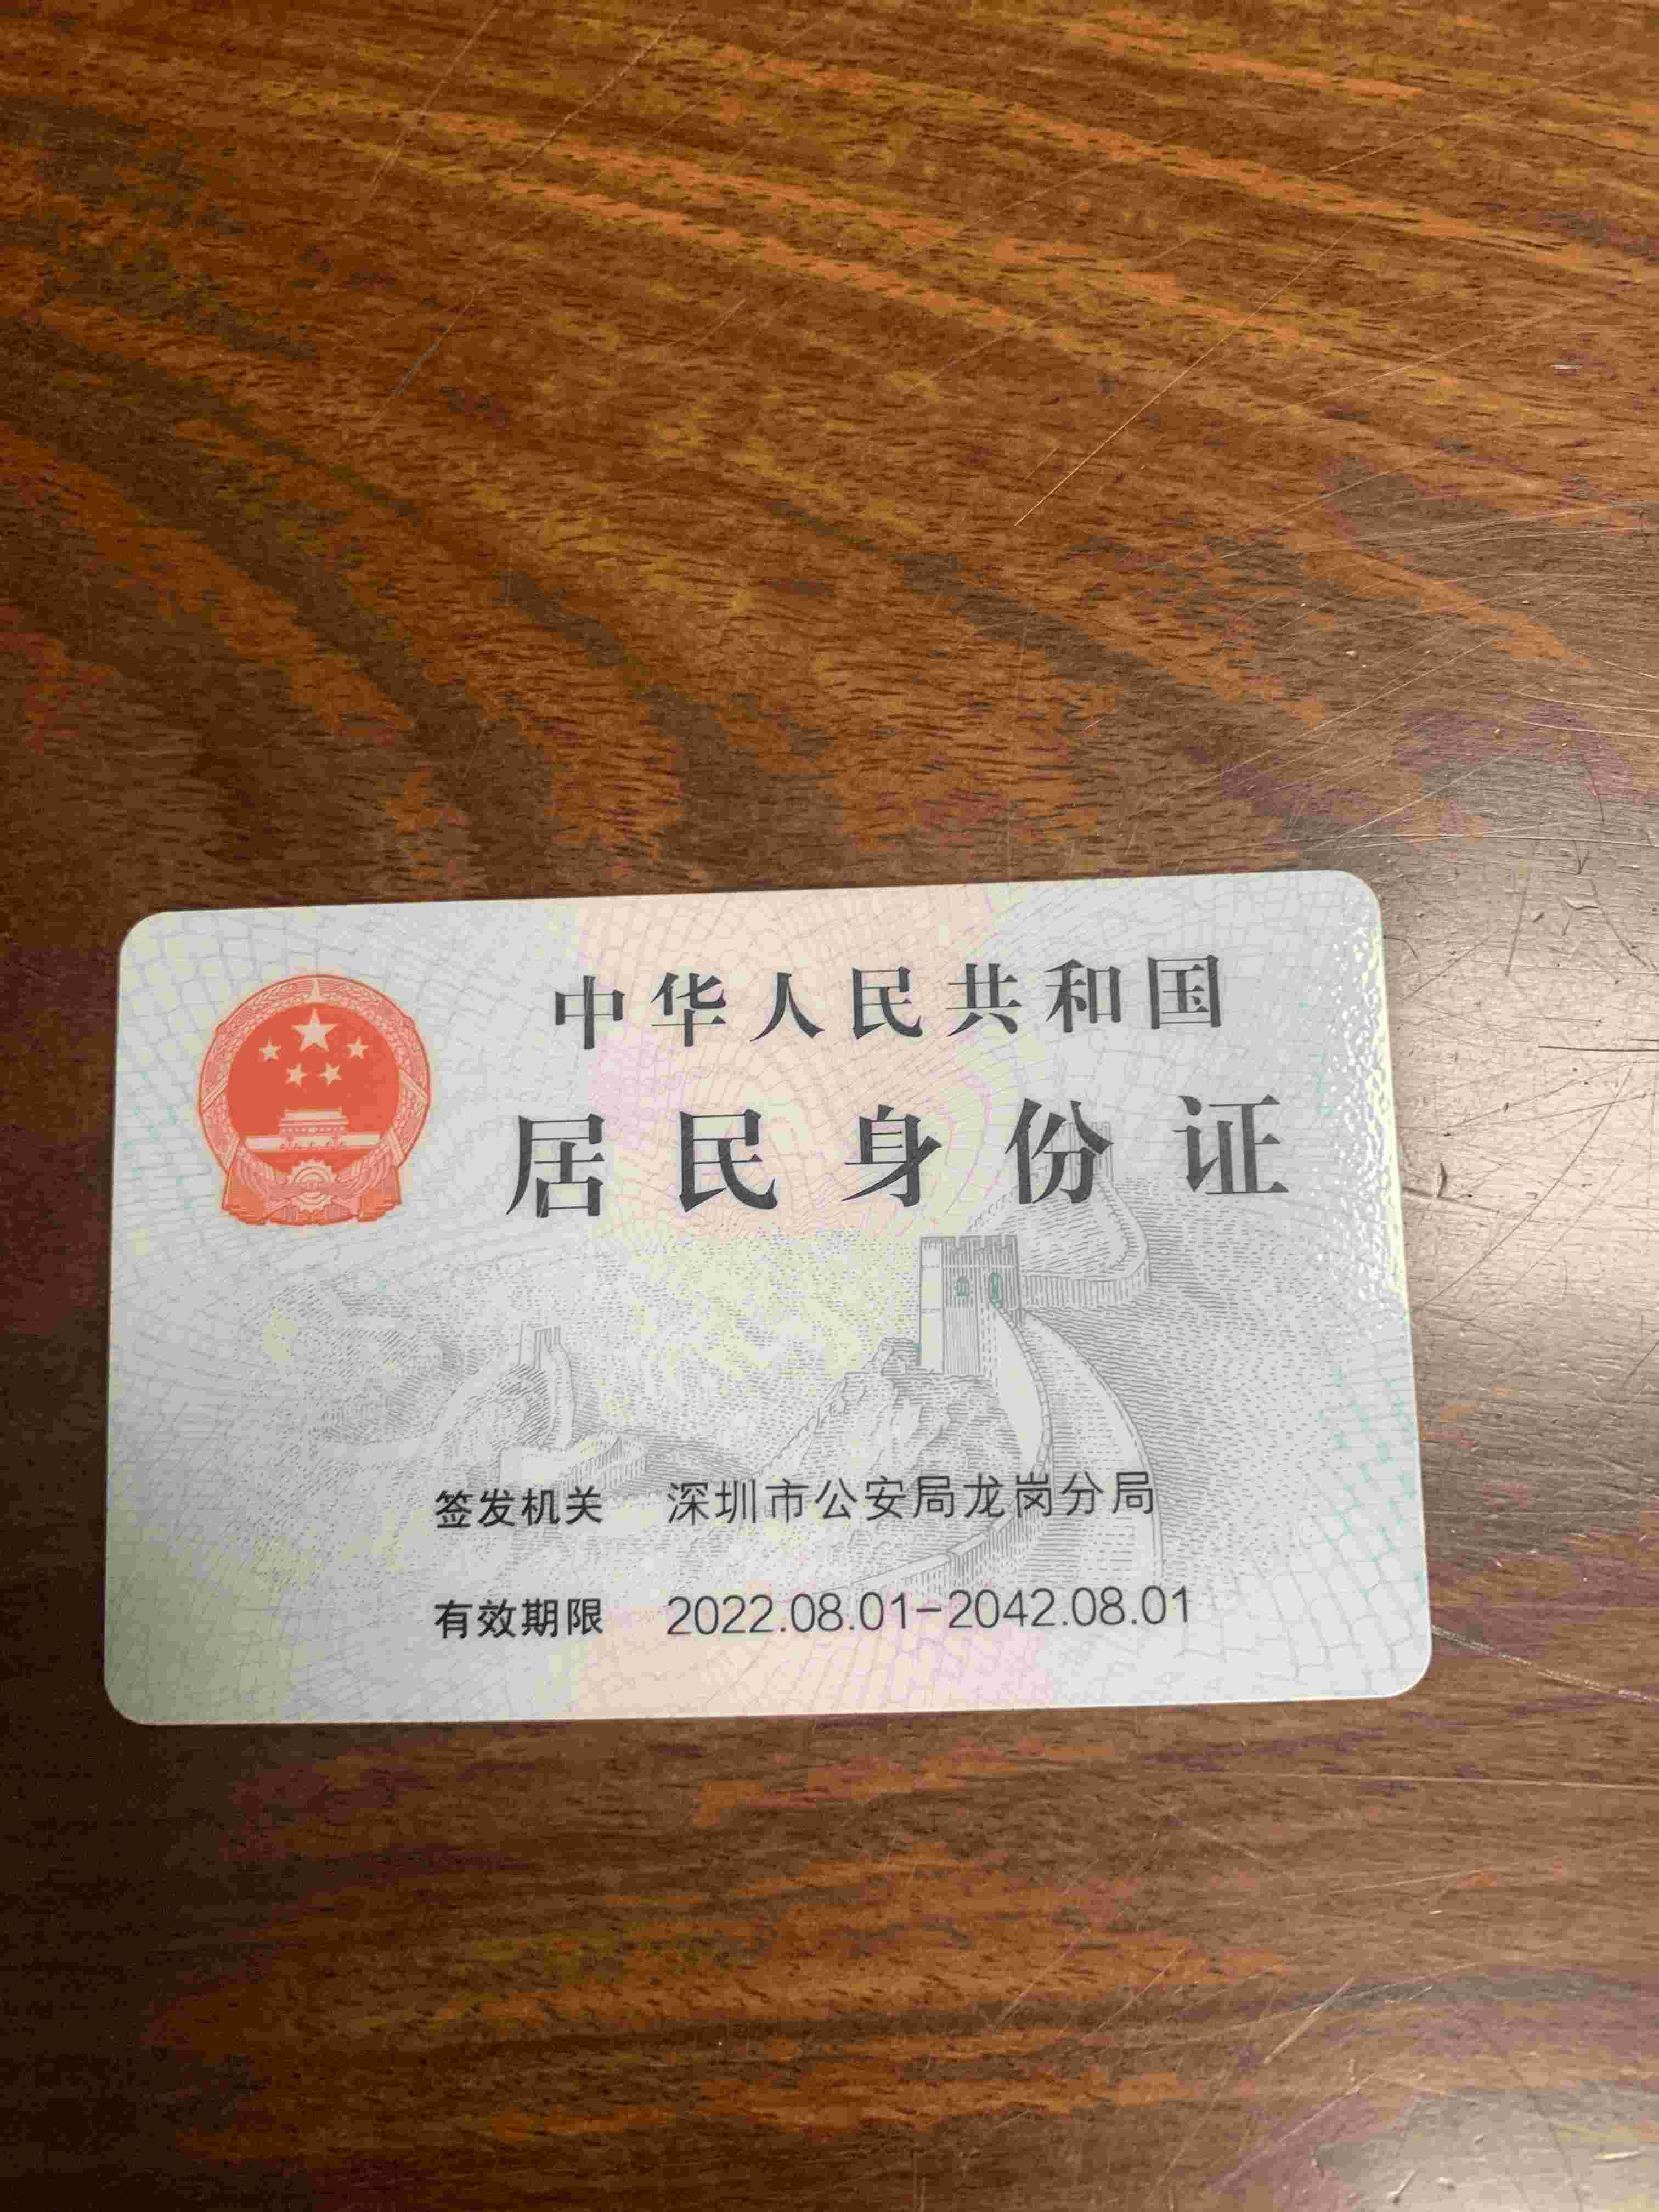 中华人民共和国
居民身份证
签发机关 深圳市公安局龙岗分局
有效期限 2022.08.01-2042.08.01